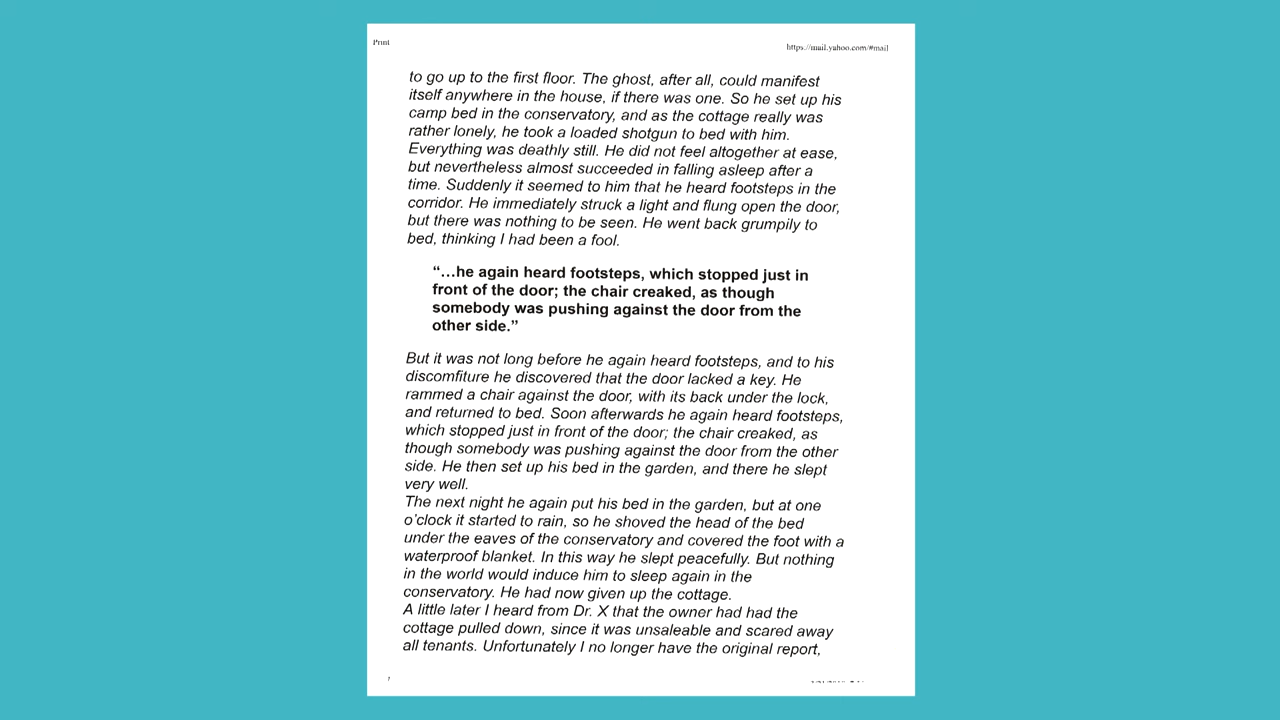 Print
https://mail.yahoo.com/#mail
to go up to the first floor. The ghost, after all, could manifest
itself anywhere in the house, if there was one. So he set up his
camp bed in the conservatory, and as the cottage really was
rather lonely, he took a loaded shotgun to bed with him.
Everything was deathly still. He did not feel altogether at ease,
but nevertheless almost succeeded in falling asleep after a
time. Suddenly it seemed to him that he heard footsteps in the
corridor. He immediately struck a light and flung open the door,
but there was nothing to be seen. He went back grumpily to
bed, thinking I had been a fool.
“…he again heard footsteps, which stopped just in
front of the door; the chair creaked, as though
somebody was pushing against the door from the
other side.”
But it was not long before he again heard footsteps, and to his
discomfiture he discovered that the door lacked a key. He
rammed a chair against the door, with its back under the lock,
and returned to bed. Soon afterwards he again heard footsteps,
which stopped just in front of the door; the chair creaked, as
though somebody was pushing against the door from the other
side. He then set up his bed in the garden, and there he slept
very well.
The next night he again put his bed in the garden, but at one
o’clock it started to rain, so he shoved the head of the bed
under the eaves of the conservatory and covered the foot with a
waterproof blanket. In this way he slept peacefully. But nothing
in the world would induce him to sleep again in the
conservatory. He had now given up the cottage.
A little later I heard from Dr. X that the owner had had the
cottage pulled down, since it was unsaleable and scared away
all tenants. Unfortunately I no longer have the original report,